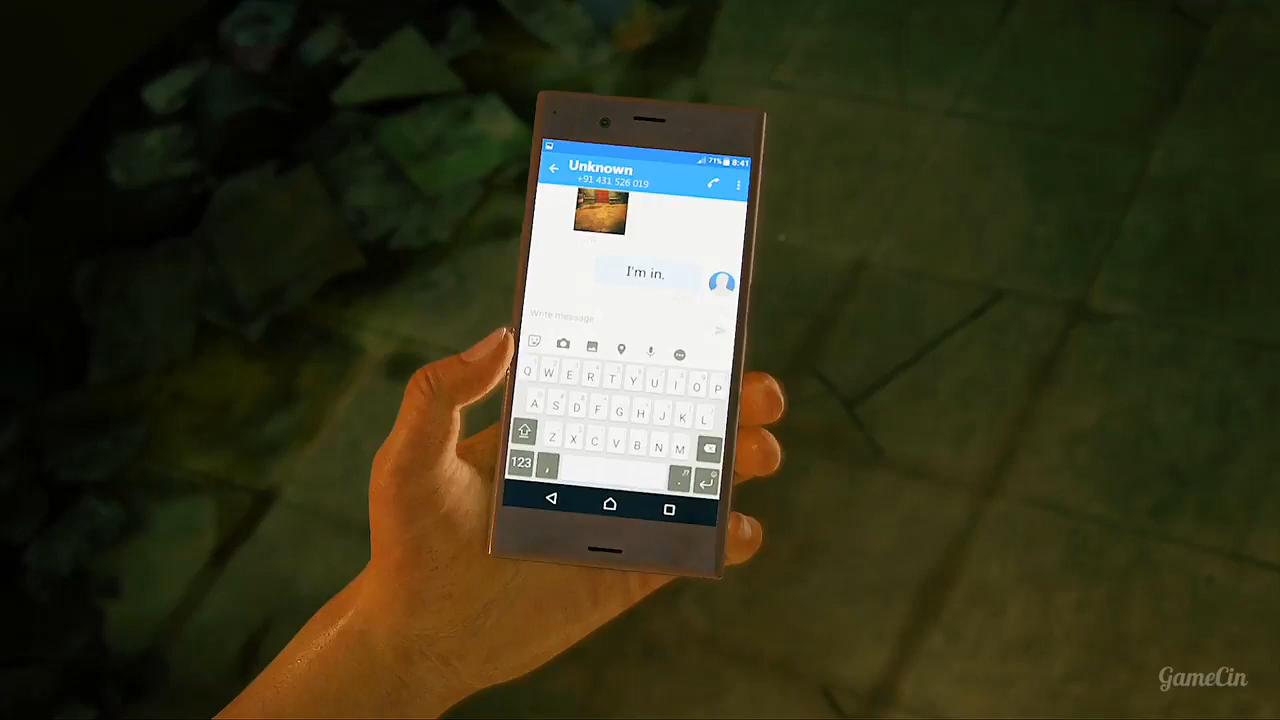 71% 8:41
Unknown
+91 431 526 019
I'm in.
Write message
Q W E R T Y U I O P
A S D F G H J K L
Z X C V B N M
123 , .
GameCin